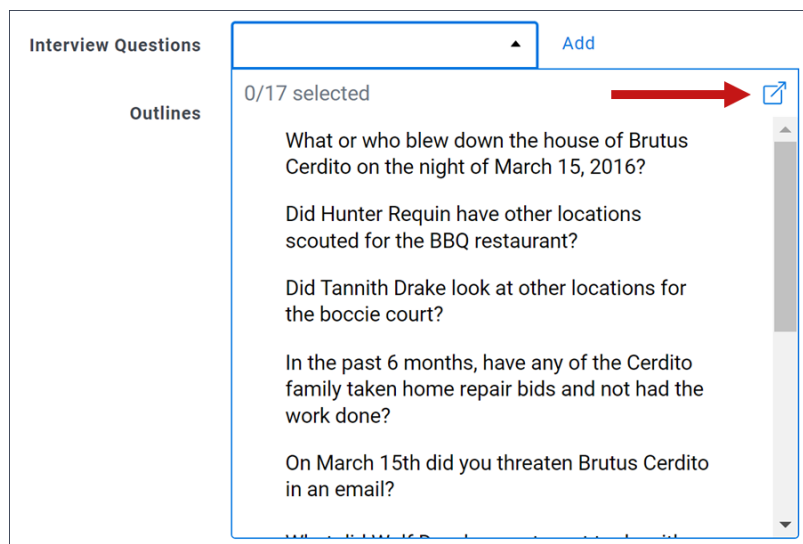 Interview Questions
Add
0/17 selected
Outlines
What or who blew down the house of Brutus
Cerdito on the night of March 15, 2016?
Did Hunter Requin have other locations
scouted for the BBQ restaurant?
Did Tannith Drake look at other locations for
the boccie court?
In the past 6 months, have any of the Cerdito
family taken home repair bids and not had the
work done?
On March 15th did you threaten Brutus Cerdito
in an email?